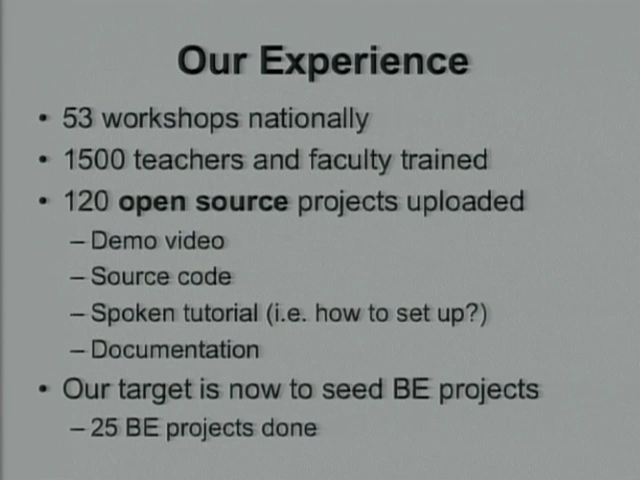 Our Experience
• 53 workshops nationally
• 1500 teachers and faculty trained
• 120 open source projects uploaded
– Demo video
– Source code
– Spoken tutorial (i.e. how to set up?)
– Documentation
• Our target is now to seed BE projects
– 25 BE projects done